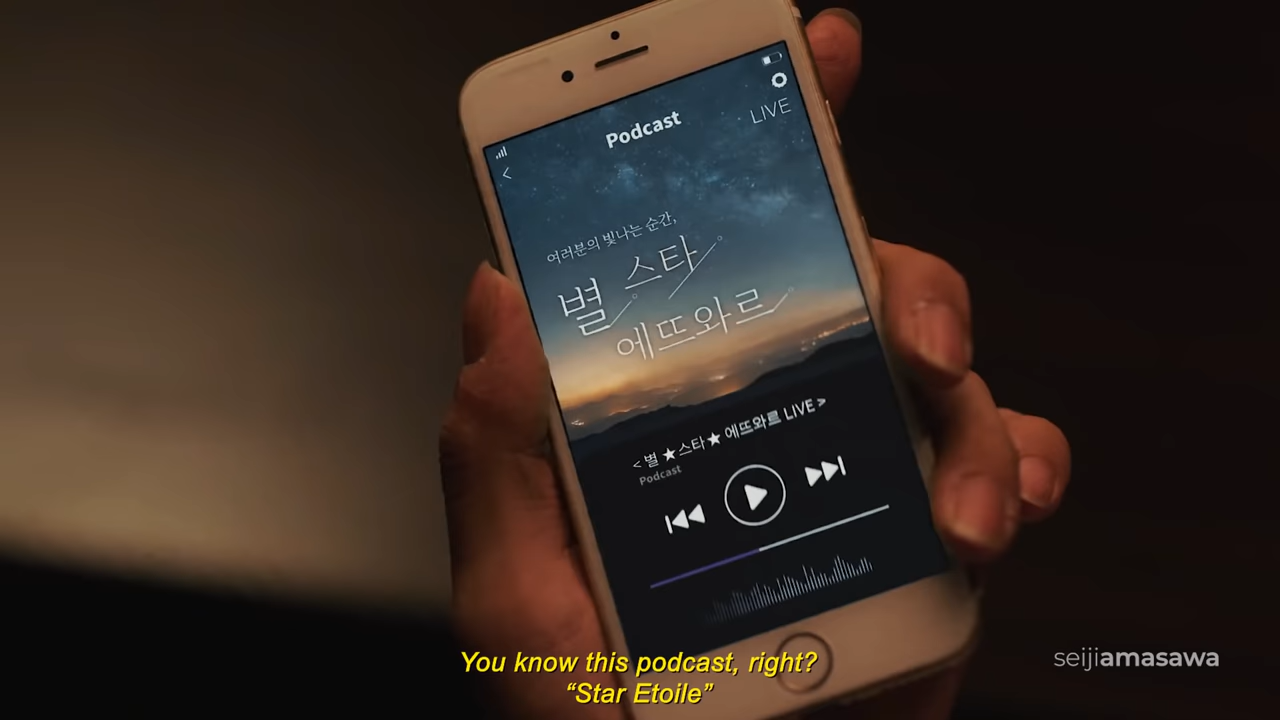 Podcast
LIVE
여러분의 빛나는 순간,
별 스타
에뜨와르
<별 ★스타★ 에뜨와르 LIVE >
Podcast
You know this podcast, right?
“Star Etoile”
seijiamasawa